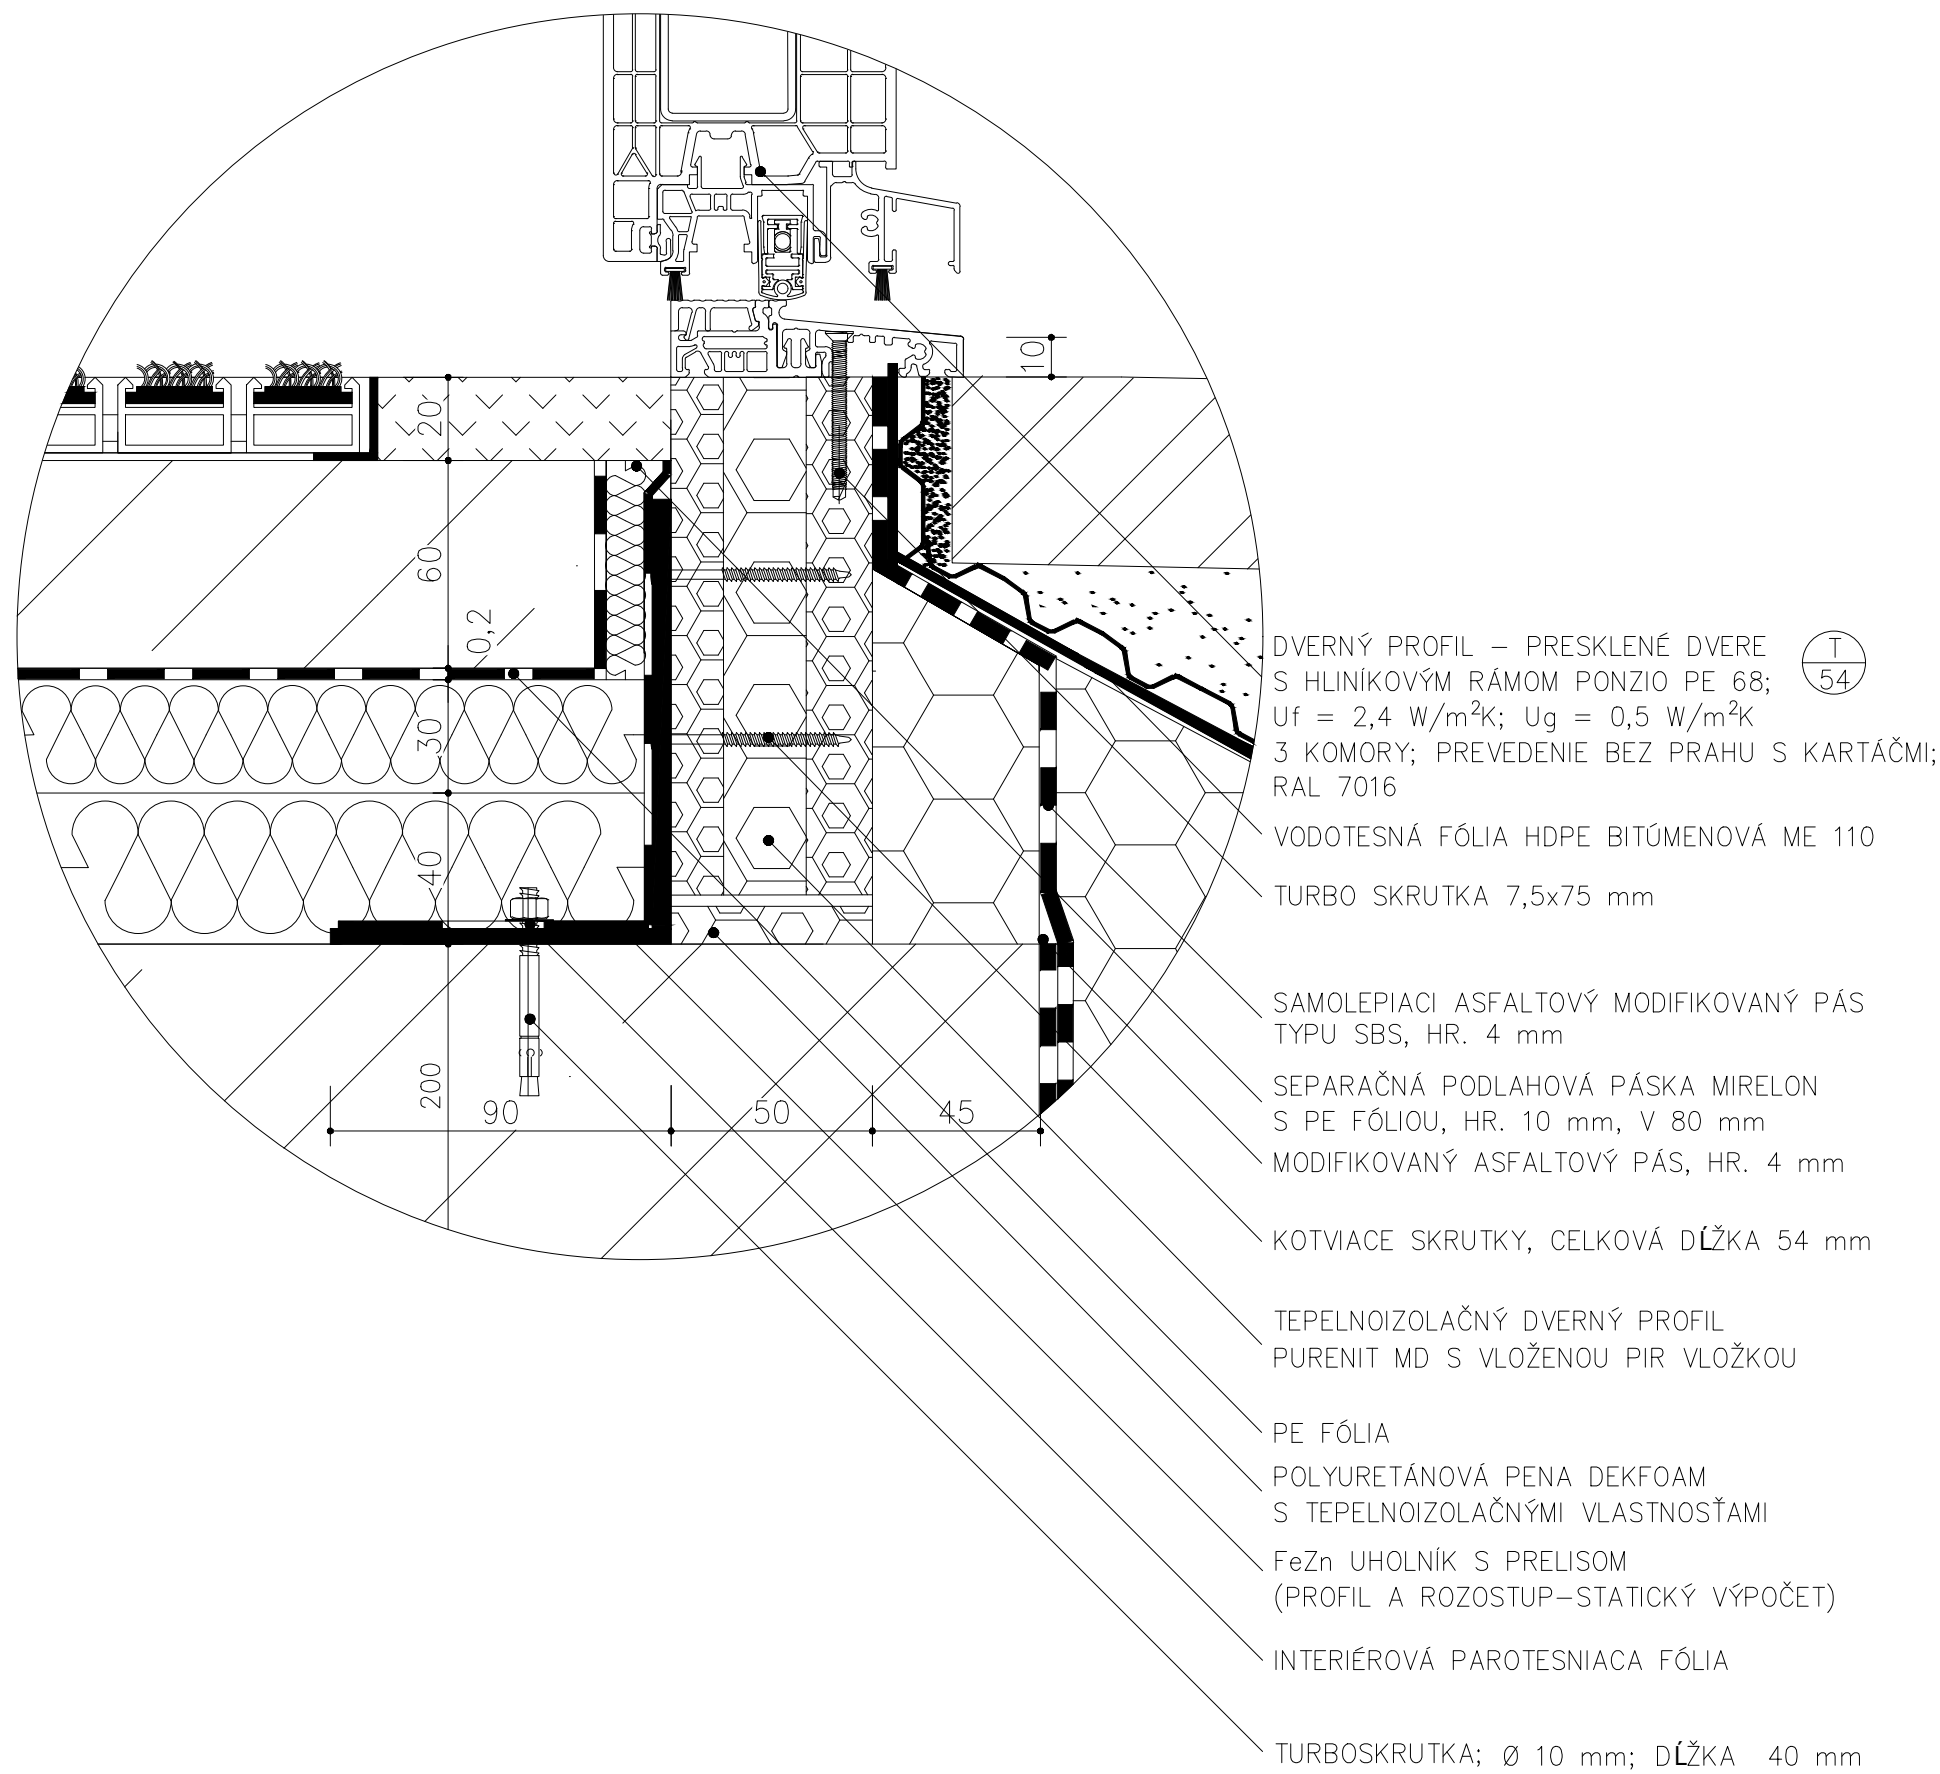 10
20
60
0,2
30
40
200
90
50
45
DVERNÝ PROFIL – PRESKLENÉ DVERE
S HLINÍKOVÝM RÁMOM PONZIO PE 68;
Uf = 2,4 W/m²K; Ug = 0,5 W/m²K
3 KOMORY; PREVEDENIE BEZ PRAHU S KARTÁČMI;
RAL 7016
T
54
VODOTESNÁ FÓLIA HDPE BITÚMENOVÁ ME 110
TURBO SKRUTKA 7,5x75 mm
SAMOLEPIACI ASFALTOVÝ MODIFIKOVANÝ PÁS
TYPU SBS, HR. 4 mm
SEPARAČNÁ PODLAHOVÁ PÁSKA MIRELON
S PE FÓLIOU, HR. 10 mm, V 80 mm
MODIFIKOVANÝ ASFALTOVÝ PÁS, HR. 4 mm
KOTVIACE SKRUTKY, CELKOVÁ DĹŽKA 54 mm
TEPELNOIZOLAČNÝ DVERNÝ PROFIL
PURENIT MD S VLOŽENOU PIR VLOŽKOU
PE FÓLIA
POLYURETÁNOVÁ PENA DEKFOAM
S TEPELNOIZOLAČNÝMI VLASTNOSŤAMI
FeZn UHOLNÍK S PRELISOM
(PROFIL A ROZOSTUP–STATICKÝ VÝPOČET)
INTERIÉROVÁ PAROTESNIACA FÓLIA
TURBOSKRUTKA; Ø 10 mm; DĹŽKA 40 mm